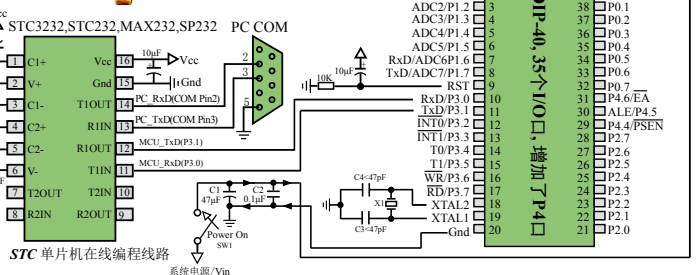 STC3232,STC232,MAX232,SP232
PC COM
cc
1 C1+ Vcc 16
10μF
Vcc
2 V+ Gnd 15
Gnd
3 C1- T1OUT 14
PC_RxD(COM Pin2)
4 C2+ R1IN 13
PC_TxD(COM Pin3)
5 C2- R1OUT 12
MCU_TxD(P3.1)
6 V- T1IN 11
MCU_RxD(P3.0)
7 T2OUT T2IN 10
8 R2IN R2OUT 9
2
3
5
STC 单片机在线编程线路
C1
47μF
C2
0.1μF
Power On
SW1
系统电源/Vin
10μF
10K
C4<47pF
X1
C3<47pF
ADC2/P1.2 3
ADC3/P1.3 4
ADC4/P1.4 5
ADC5/P1.5 6
RxD/ADC6P1.6 7
TxD/ADC7/P1.7 8
RST 9
RxD/P3.0 10
TxD/P3.1 11
INT0/P3.2 12
INT1/P3.3 13
T0/P3.4 14
T1/P3.5 15
WR/P3.6 16
RD/P3.7 17
XTAL2 18
XTAL1 19
Gnd 20
DIP-40, 35个I/O口, 增加了P4口
38 P0.1
37 P0.2
36 P0.3
35 P0.4
34 P0.5
33 P0.6
32 P0.7
31 P4.6/EA
30 ALE/P4.5
29 P4.4/PSEN
28 P2.7
27 P2.6
26 P2.5
25 P2.4
24 P2.3
23 P2.2
22 P2.1
21 P2.0